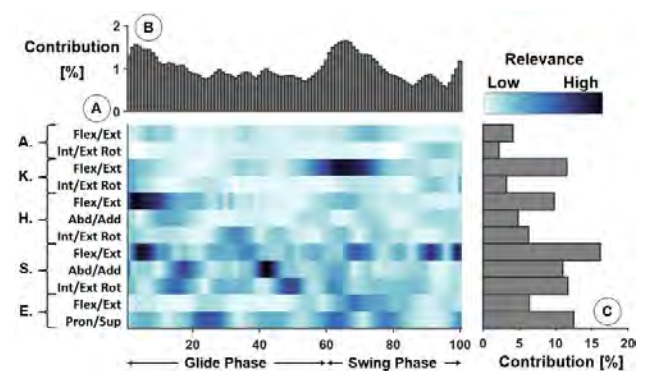 2
B
Contribution
[%]
1
0
A
Relevance
Low High
A. Flex/Ext
Int/Ext Rot
K. Flex/Ext
Int/Ext Rot
H. Flex/Ext
Abd/Add
Int/Ext Rot
S. Flex/Ext
Abd/Add
Int/Ext Rot
E. Flex/Ext
Pron/Sup
C
20 40 60 80 100
0 5 10 15 20
Glide Phase Swing Phase
Contribution [%]